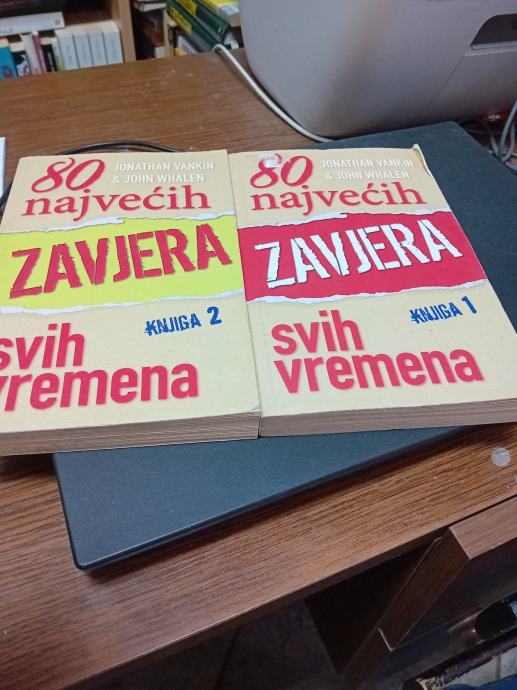 80
JONATHAN VANKIN
& JOHN WHALEN
najvećih
ZAVJERA
KNJIGA 2
svih
vremena
80
JONATHAN VANKIN
& JOHN WHALEN
najvećih
ZAVJERA
KNJIGA 1
svih
vremena